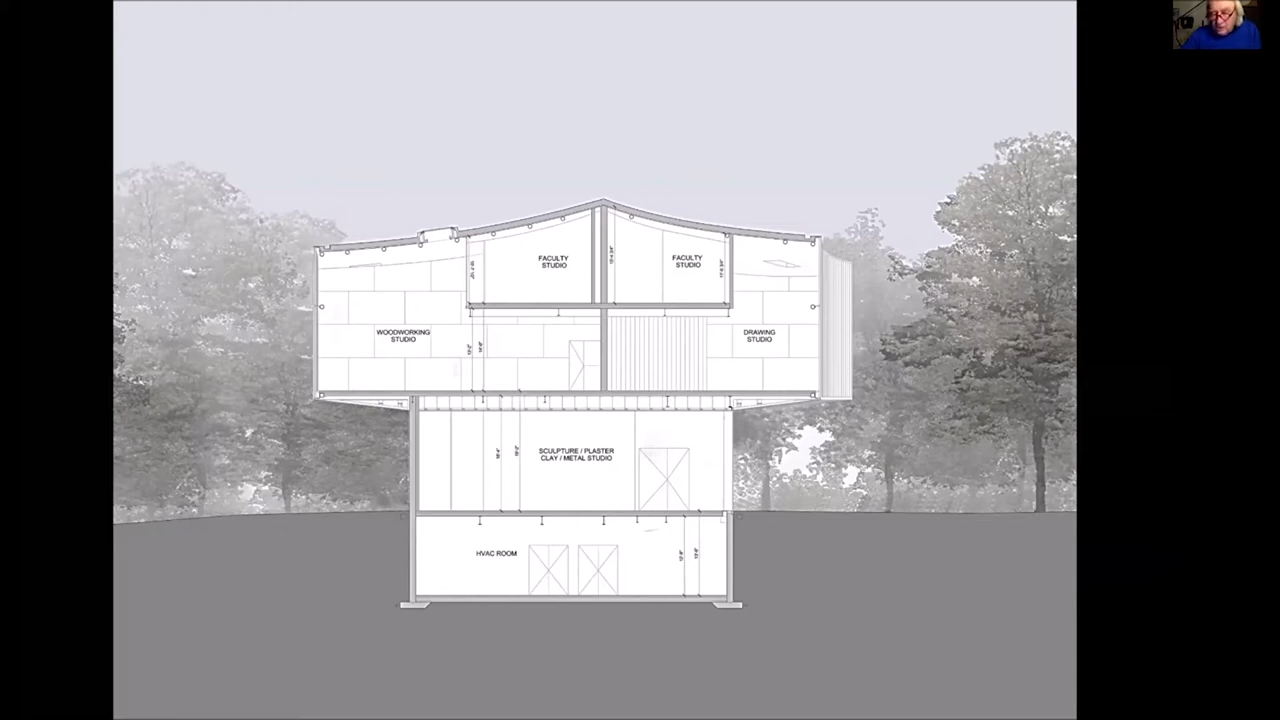 FACULTY
STUDIO
FACULTY
STUDIO
WOODWORKING
STUDIO
DRAWING
STUDIO
SCULPTURE / PLASTER
CLAY / METAL STUDIO
HVAC ROOM